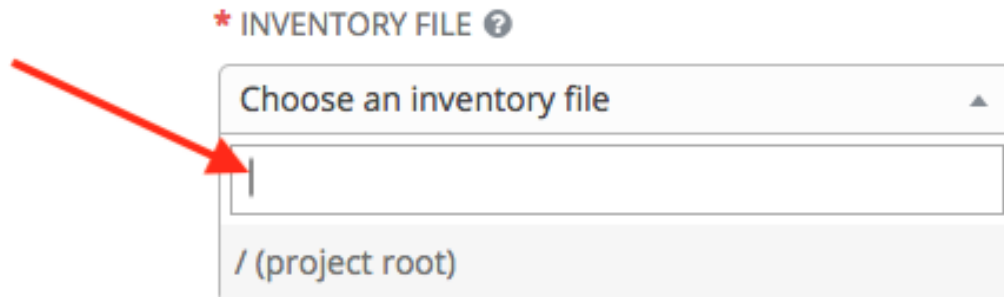 * INVENTORY FILE ?
Choose an inventory file
/ (project root)